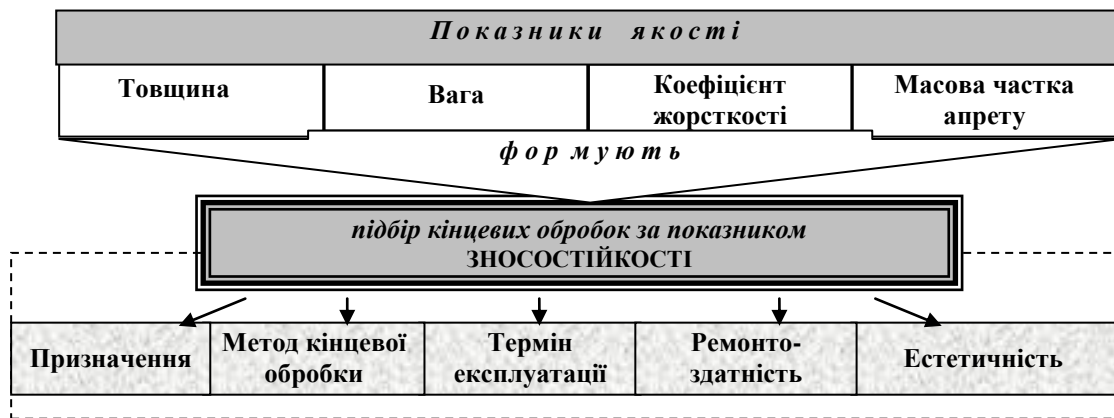 Показники якості
Товщина
Вага
Коефіцієнт
жорсткості
Масова частка
апрету
формують
підбір кінцевих обробок за показником
ЗНОСОСТІЙКОСТІ
Призначення
Метод кінцевої
обробки
Термін
експлуатації
Ремонто-
здатність
Естетичність